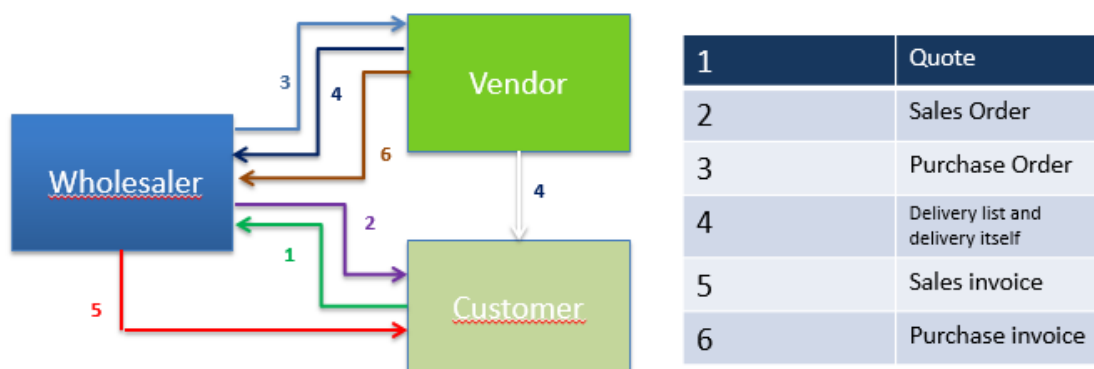 Vendor
3
4
6
Wholesaler
4
2
1
Customer
5
1 Quote
2 Sales Order
3 Purchase Order
4 Delivery list and
delivery itself
5 Sales invoice
6 Purchase invoice